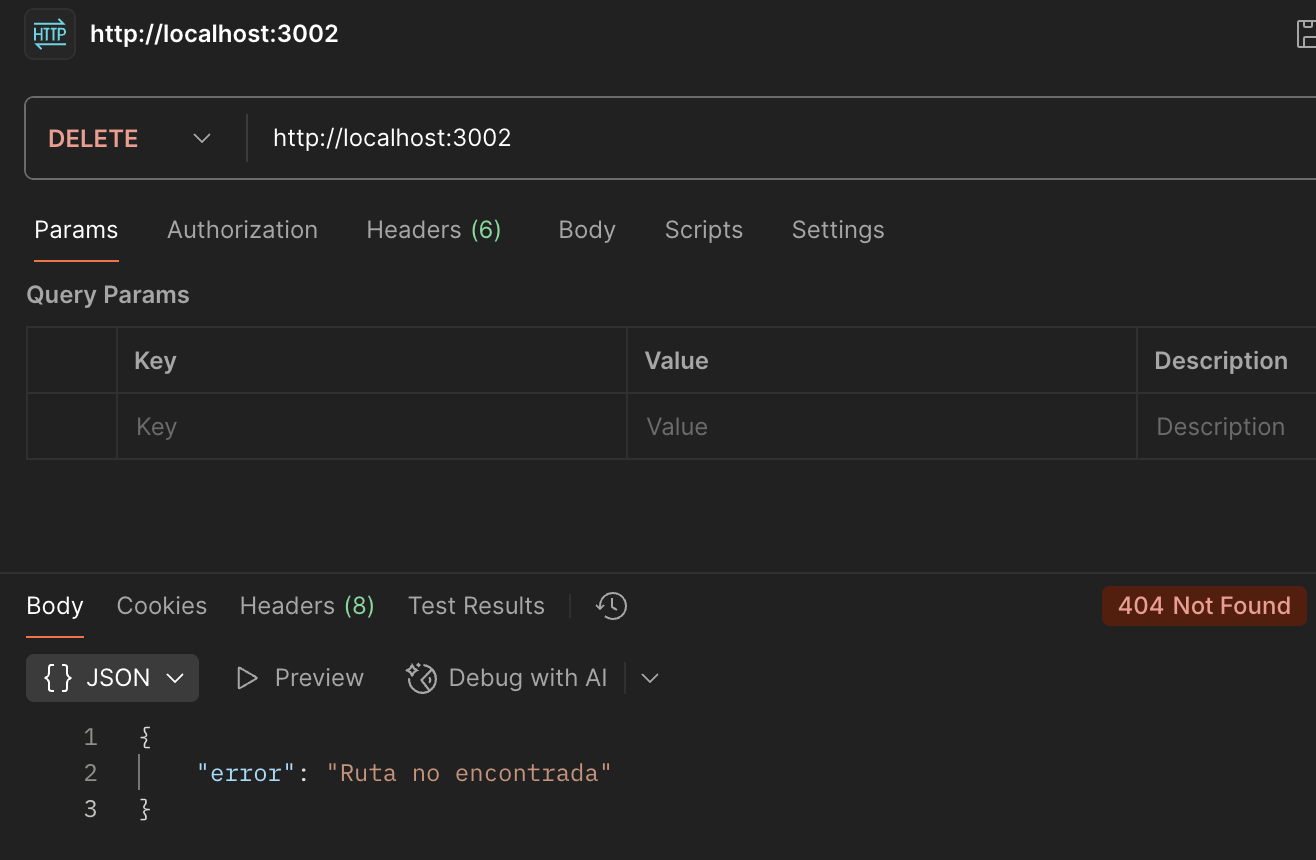 HTTP http://localhost:3002
DELETE http://localhost:3002
Params Authorization Headers (6) Body Scripts Settings
Query Params
Key Value Description
Key Value Description
Body Cookies Headers (8) Test Results 404 Not Found
{ } JSON Preview Debug with AI
1 {
2 "error": "Ruta no encontrada"
3 }